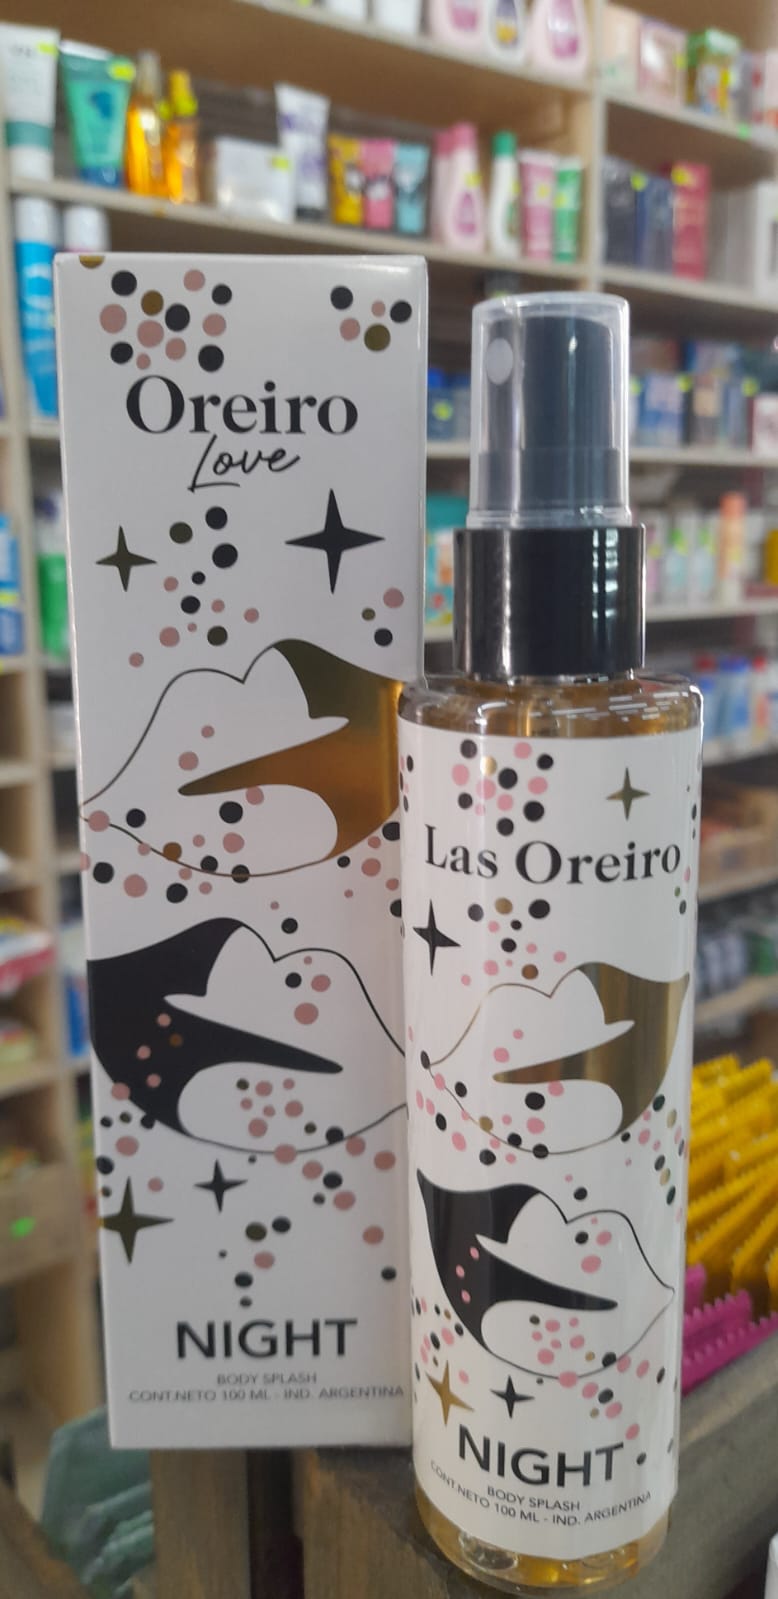 Oreiro
Love
NIGHT
BODY SPLASH
CONT.NETO 100 ML - IND. ARGENTINA
Las Oreiro
NIGHT
BODY SPLASH
CONT.NETO 100 ML - IND. ARGENTINA